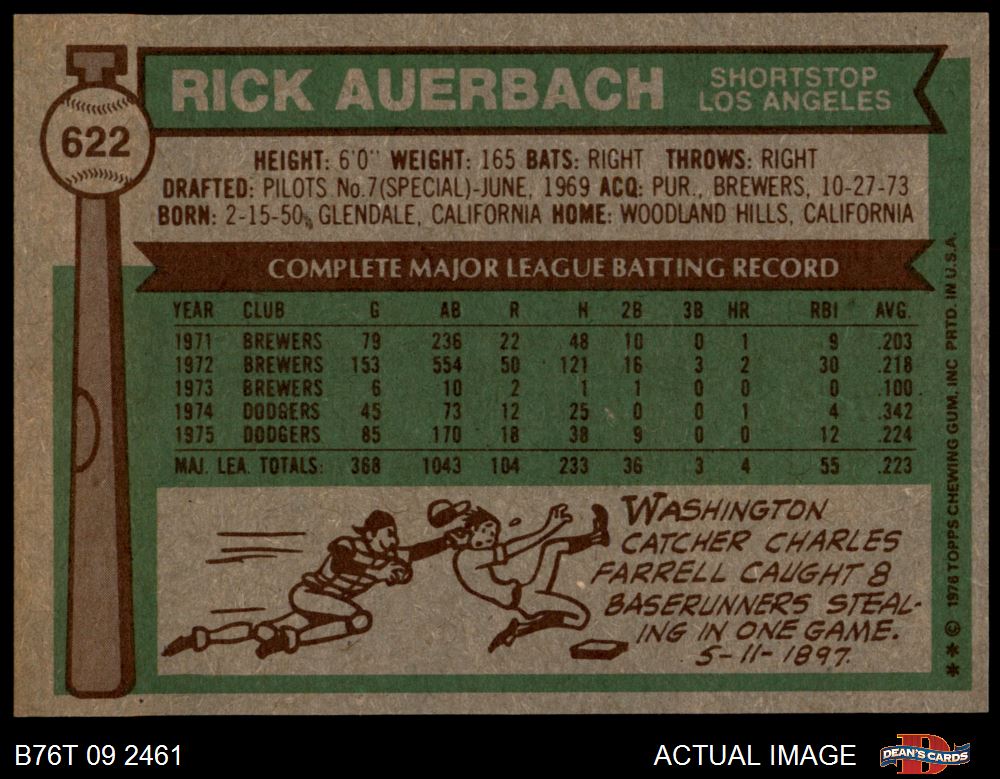 622
RICK AUERBACH
SHORTSTOP
LOS ANGELES
HEIGHT: 6'0" WEIGHT: 165 BATS: RIGHT THROWS: RIGHT
DRAFTED: PILOTS No.7(SPECIAL)-JUNE, 1969 ACQ: PUR., BREWERS, 10-27-73
BORN: 2-15-50, GLENDALE, CALIFORNIA HOME: WOODLAND HILLS, CALIFORNIA
COMPLETE MAJOR LEAGUE BATTING RECORD
YEAR CLUB G AB R H 2B 3B HR RBI AVG.
1971 BREWERS 79 236 22 48 10 0 1 9 .203
1972 BREWERS 153 554 50 121 16 3 2 30 .218
1973 BREWERS 6 10 2 1 1 0 0 0 .100
1974 DODGERS 45 73 12 25 0 0 1 4 .342
1975 DODGERS 85 170 18 38 9 0 0 12 .224
MAJ. LEA. TOTALS: 368 1043 104 233 36 3 4 55 .223
WASHINGTON
CATCHER CHARLES
FARRELL CAUGHT 8
BASERUNNERS STEAL-
ING IN ONE GAME.
5-11-1897.
** © 1976 TOPPS CHEWING GUM, INC PRTD. IN U.S.A.
B76T 09 2461
ACTUAL IMAGE
DEAN'S CARDS